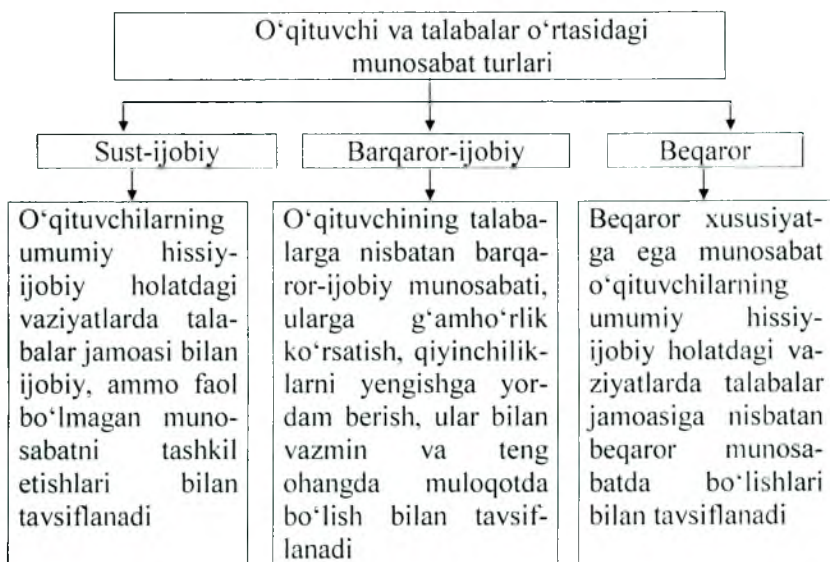 O‘qituvchi va talabalar o‘rtasidagi
munosabat turlari
Sust-ijobiy
Barqaror-ijobiy
Beqaror
O‘qituvchilarning
umumiy hissiy-
ijobiy holatdagi
vaziyatlarda tala-
balar jamoasi bilan
ijobiy, ammo faol
bo‘lmagan muno-
sabatni tashkil
etishlari bilan
tavsiflanadi
O‘qituvchining talaba-
larga nisbatan barqa-
ror-ijobiy munosabati,
ularga g‘amho‘rlik
ko‘rsatish, qiyinchilik-
larni yengishga yor-
dam berish, ular bilan
vazmin va teng
ohangda muloqotda
bo‘lish bilan tavsif-
lanadi
Beqaror xususiyat-
ga ega munosabat
o‘qituvchilarning
umumiy hissiy-
ijobiy holatdagi va-
ziyatlarda talabalar
jamoasiga nisbatan
beqaror munosa-
batda bo‘lishlari
bilan tavsiflanadi